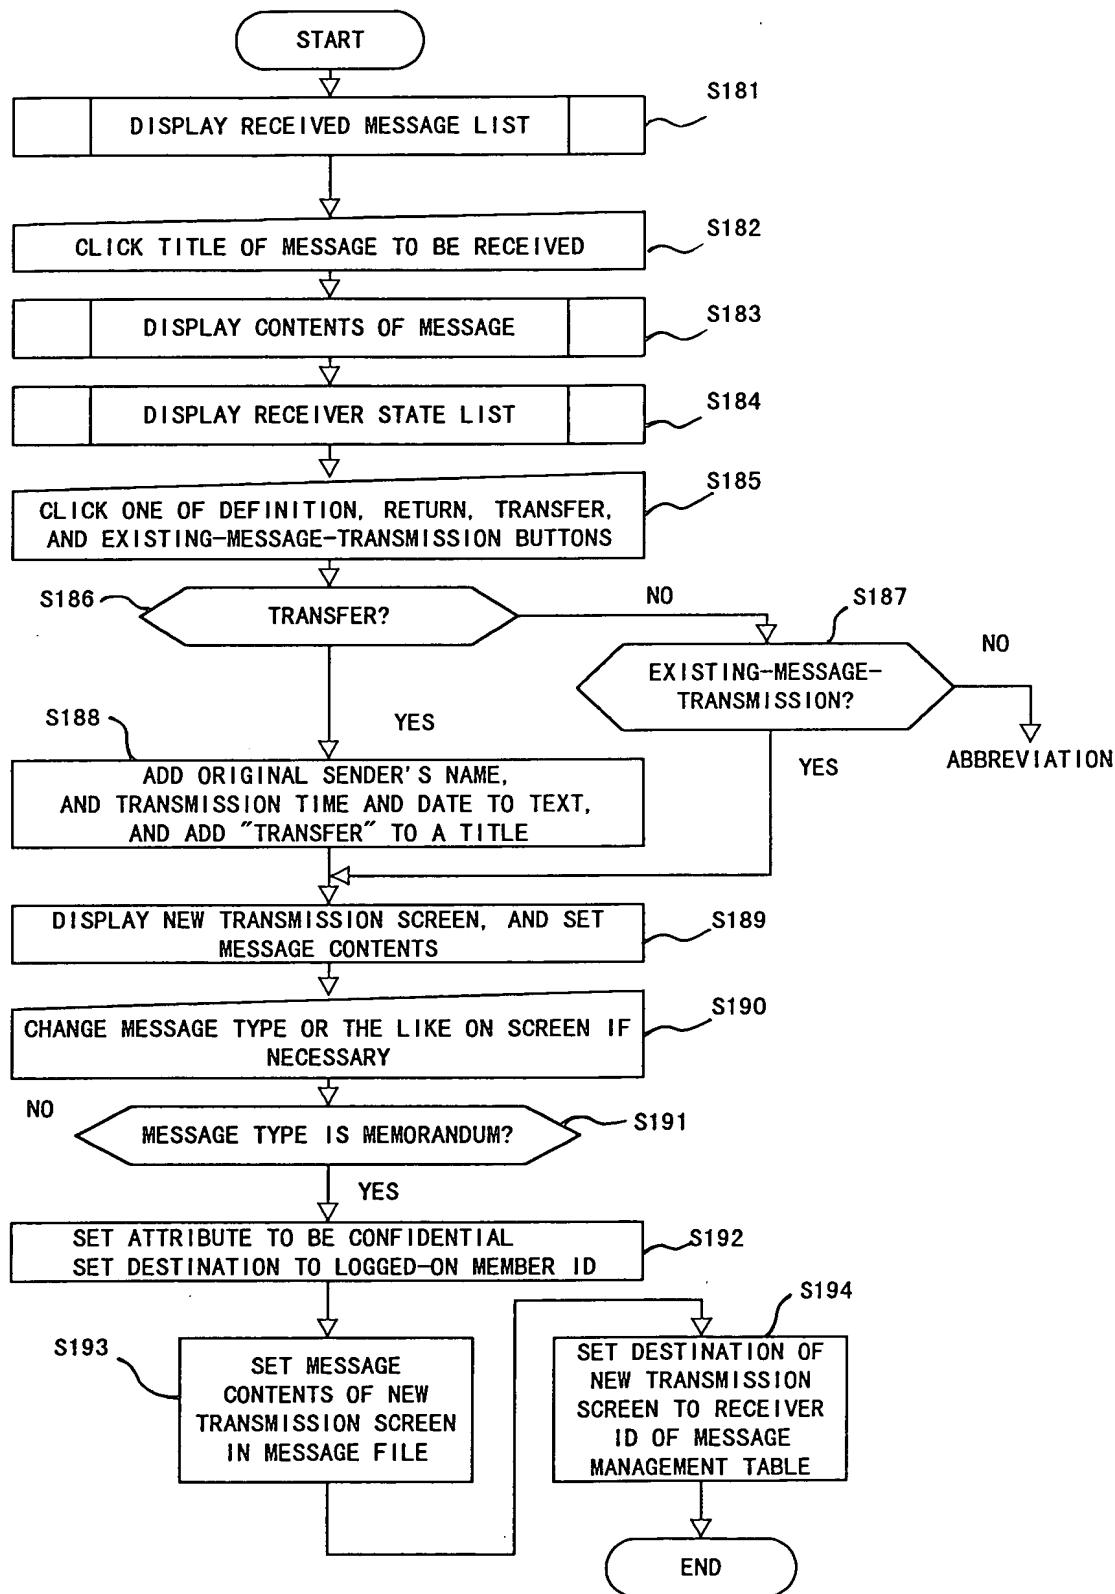 START
S181
DISPLAY RECEIVED MESSAGE LIST
S182
CLICK TITLE OF MESSAGE TO BE RECEIVED
S183
DISPLAY CONTENTS OF MESSAGE
S184
DISPLAY RECEIVER STATE LIST
S185
CLICK ONE OF DEFINITION, RETURN, TRANSFER,
AND EXISTING-MESSAGE-TRANSMISSION BUTTONS
S186
TRANSFER?
NO
S187
EXISTING-MESSAGE-
TRANSMISSION?
NO
ABBREVIATION
YES
YES
S188
ADD ORIGINAL SENDER'S NAME,
AND TRANSMISSION TIME AND DATE TO TEXT,
AND ADD "TRANSFER" TO A TITLE
S189
DISPLAY NEW TRANSMISSION SCREEN, AND SET
MESSAGE CONTENTS
S190
CHANGE MESSAGE TYPE OR THE LIKE ON SCREEN IF
NECESSARY
NO
S191
MESSAGE TYPE IS MEMORANDUM?
YES
S192
SET ATTRIBUTE TO BE CONFIDENTIAL
SET DESTINATION TO LOGGED-ON MEMBER ID
S193
SET MESSAGE
CONTENTS OF NEW
TRANSMISSION SCREEN
IN MESSAGE FILE
S194
SET DESTINATION OF
NEW TRANSMISSION
SCREEN TO RECEIVER
ID OF MESSAGE
MANAGEMENT TABLE
END